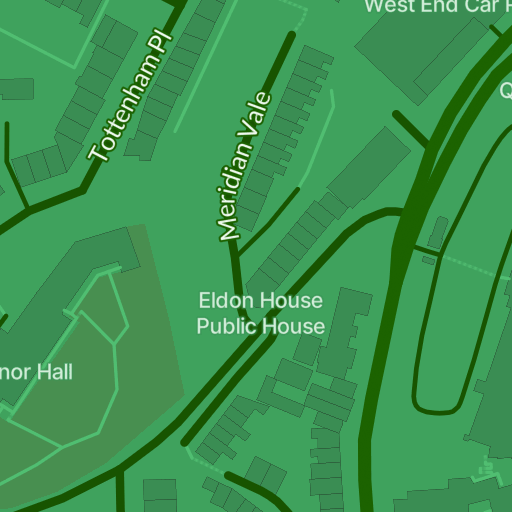 West End Car P
Q
Tottenham Pl
Meridian Vale
Eldon House
Public House
nor Hall